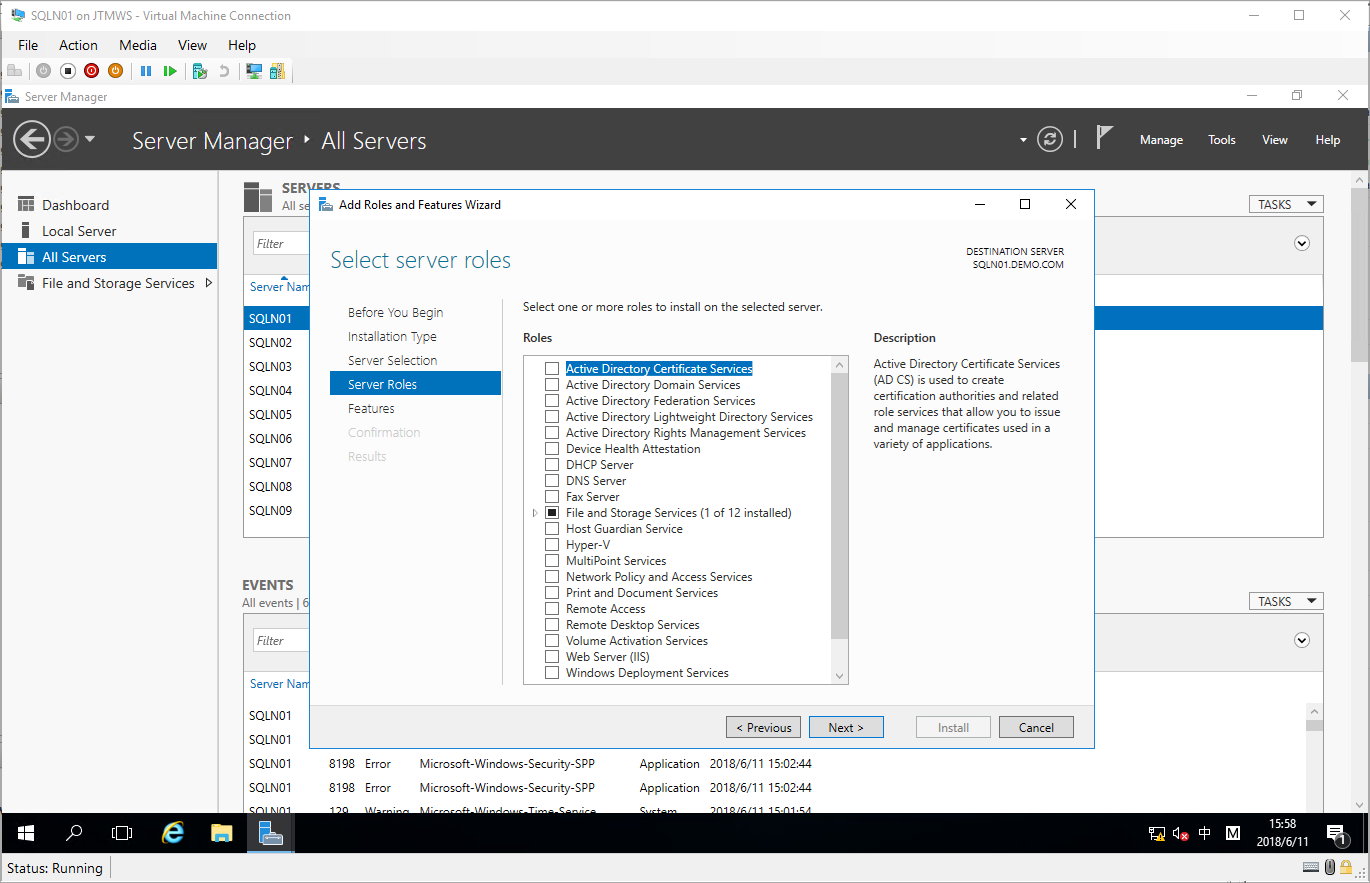 SQLN01 on JTMWS - Virtual Machine Connection
File Action Media View Help
Server Manager
Server Manager ‣ All Servers
Manage Tools View Help
Dashboard
Local Server
All Servers
File and Storage Services
SERVERS
All se
TASKS
Filter
Server Nam
SQLN01
SQLN02
SQLN03
SQLN04
SQLN05
SQLN06
SQLN07
SQLN08
SQLN09
Add Roles and Features Wizard
Select server roles
DESTINATION SERVER
SQLN01.DEMO.COM
Before You Begin
Installation Type
Server Selection
Server Roles
Features
Confirmation
Results
Select one or more roles to install on the selected server.
Roles
Active Directory Certificate Services
Active Directory Domain Services
Active Directory Federation Services
Active Directory Lightweight Directory Services
Active Directory Rights Management Services
Device Health Attestation
DHCP Server
DNS Server
Fax Server
File and Storage Services (1 of 12 installed)
Host Guardian Service
Hyper-V
MultiPoint Services
Network Policy and Access Services
Print and Document Services
Remote Access
Remote Desktop Services
Volume Activation Services
Web Server (IIS)
Windows Deployment Services
Description
Active Directory Certificate Services
(AD CS) is used to create
certification authorities and related
role services that allow you to issue
and manage certificates used in a
variety of applications.
< Previous Next > Install Cancel
EVENTS
All events | 6
TASKS
Filter
Server Nam
SQLN01
SQLN01
SQLN01 8198 Error Microsoft-Windows-Security-SPP Application 2018/6/11 15:02:44
SQLN01 8198 Error Microsoft-Windows-Security-SPP Application 2018/6/11 15:02:44
SQLN01 129 Warning Microsoft-Windows-Time-Service System 2018/6/11 15:01:54
中 M
15:58
2018/6/11
1
Status: Running